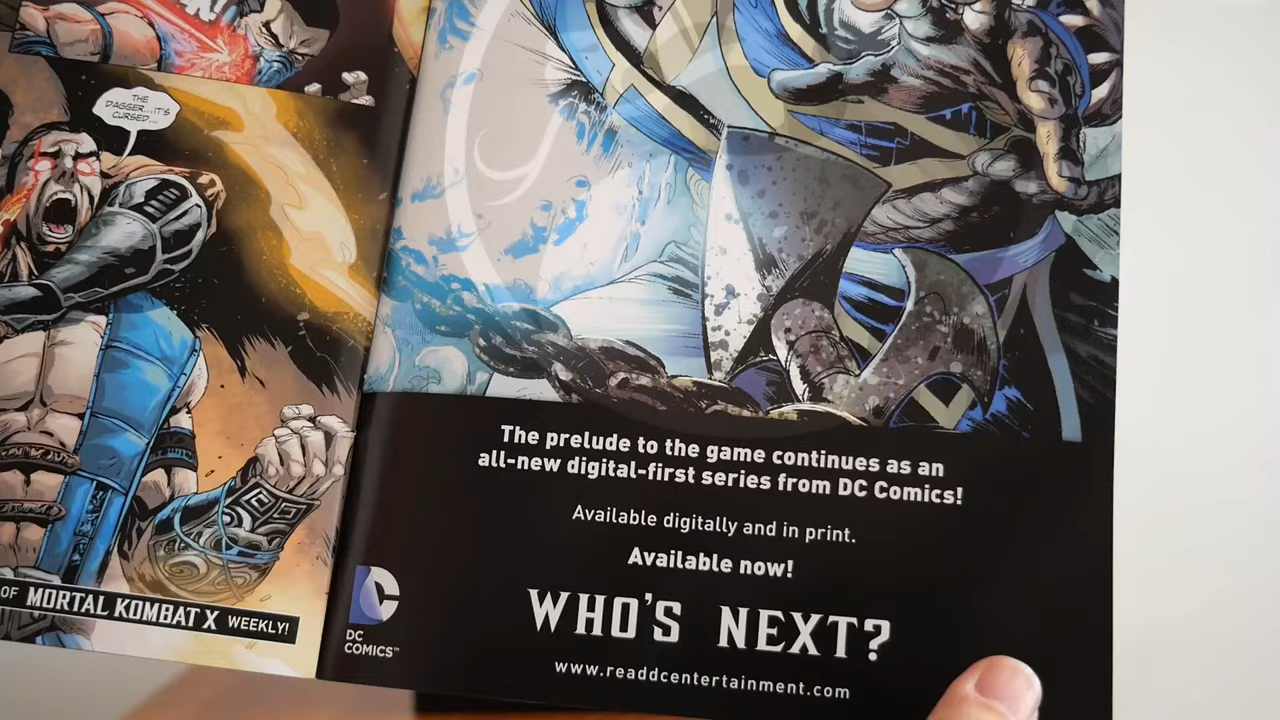 THE
DAGGER...IT'S
CURSED...
OF MORTAL KOMBAT X WEEKLY!
The prelude to the game continues as an
all-new digital-first series from DC Comics!
Available digitally and in print.
Available now!
WHO'S NEXT?
www.readdcentertainment.com
DC
COMICS™